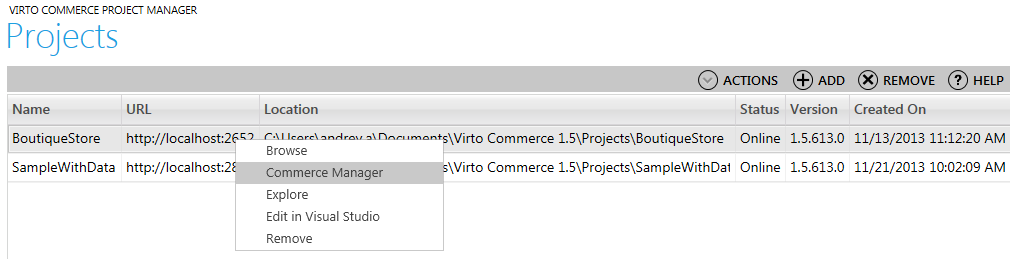 VIRTO COMMERCE PROJECT MANAGER
Projects
ACTIONS ADD REMOVE ? HELP
Name URL Location Status Version Created On
BoutiqueStore http://localhost:2652 C:\Users\andrey.a\Documents\Virto Commerce 1.5\Projects\BoutiqueStore Online 1.5.613.0 11/13/2013 11:12:20 AM
Browse
SampleWithData http://localhost:28 \Virto Commerce 1.5\Projects\SampleWithDat Online 1.5.613.0 11/21/2013 10:02:09 AM
Commerce Manager
Explore
Edit in Visual Studio
Remove